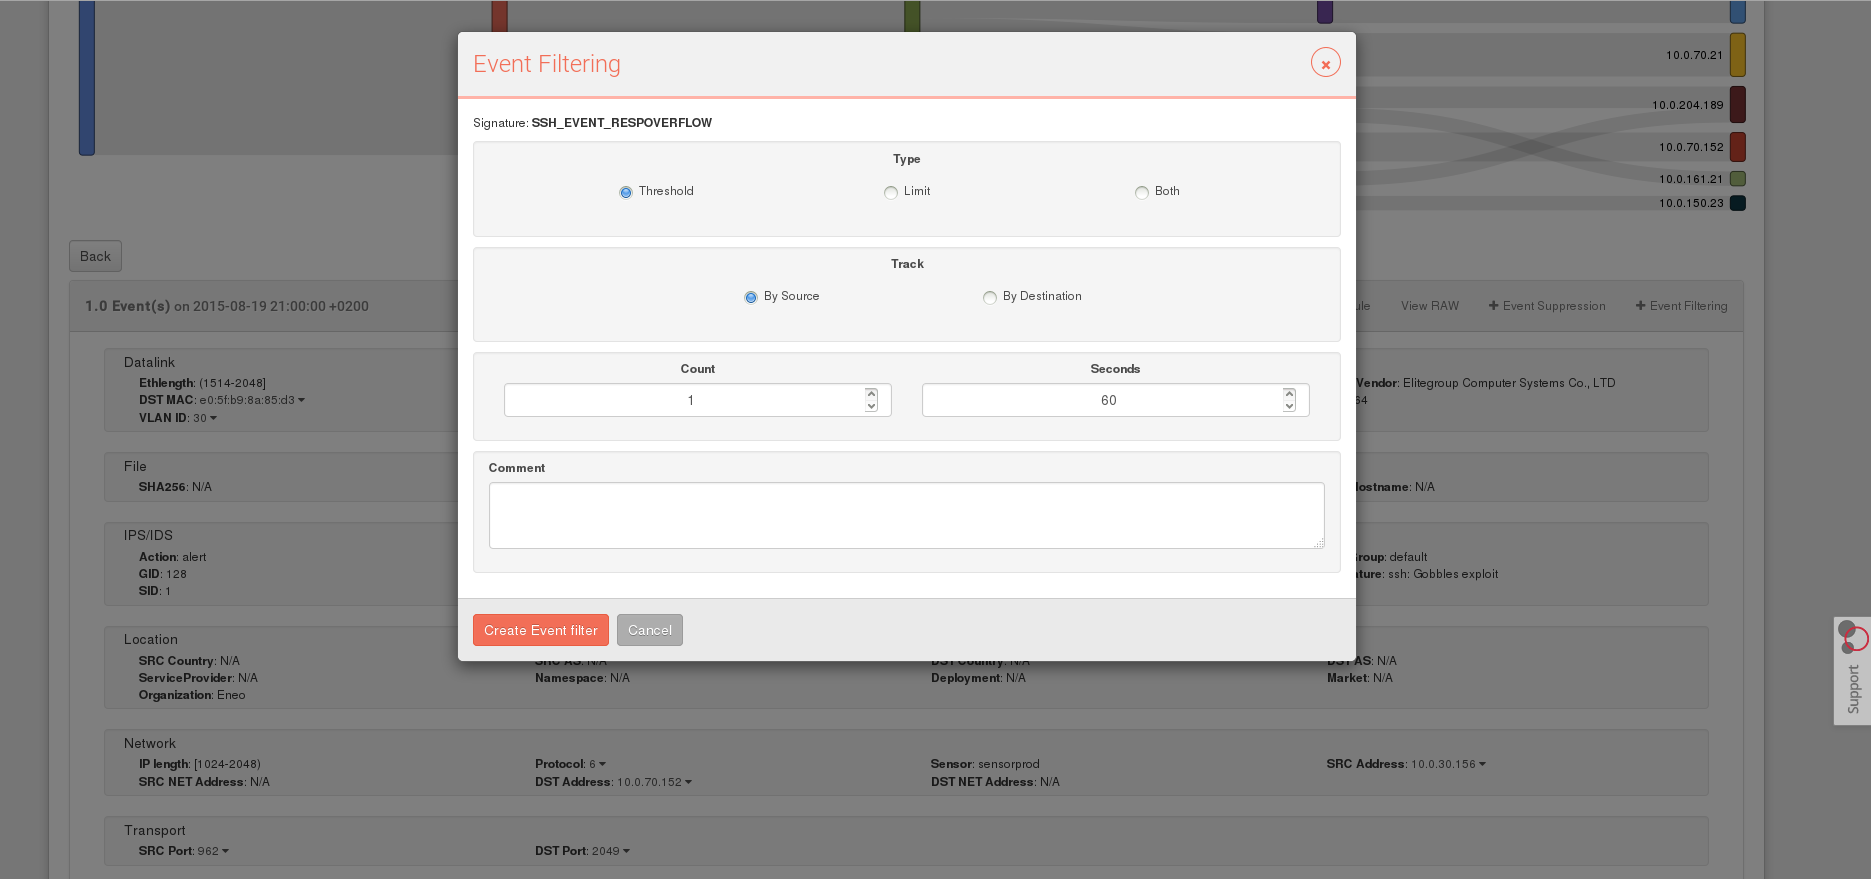 10.0.70.21
10.0.204.189
10.0.70.152
10.0.161.21
10.0.150.23
Event Filtering
Signature: SSH_EVENT_RESPOVERFLOW
Type
Threshold Limit Both
Track
By Source By Destination
Count Seconds
1 60
Comment
Create Event filter Cancel
Back
1.0 Event(s) on 2015-08-19 21:00:00 +0200 View RAW + Event Suppression + Event Filtering
Datalink
Ethlength: (1514-2048] Vendor: Elitegroup Computer Systems Co., LTD
DST MAC: e0:5f:b9:8a:85:d3 64
VLAN ID: 30
File
SHA256: N/A Hostname: N/A
IPS/IDS
Action: alert Group: default
GID: 128 ature: ssh: Gobbles exploit
SID: 1
Location
SRC Country: N/A SRC AS: N/A DST Country: N/A DST AS: N/A
ServiceProvider: N/A Namespace: N/A Deployment: N/A Market: N/A
Organization: Eneo
Network
IP length: [1024-2048) Protocol: 6 Sensor: sensorprod SRC Address: 10.0.30.156
SRC NET Address: N/A DST Address: 10.0.70.152 DST NET Address: N/A
Transport
SRC Port: 962 DST Port: 2049
Support